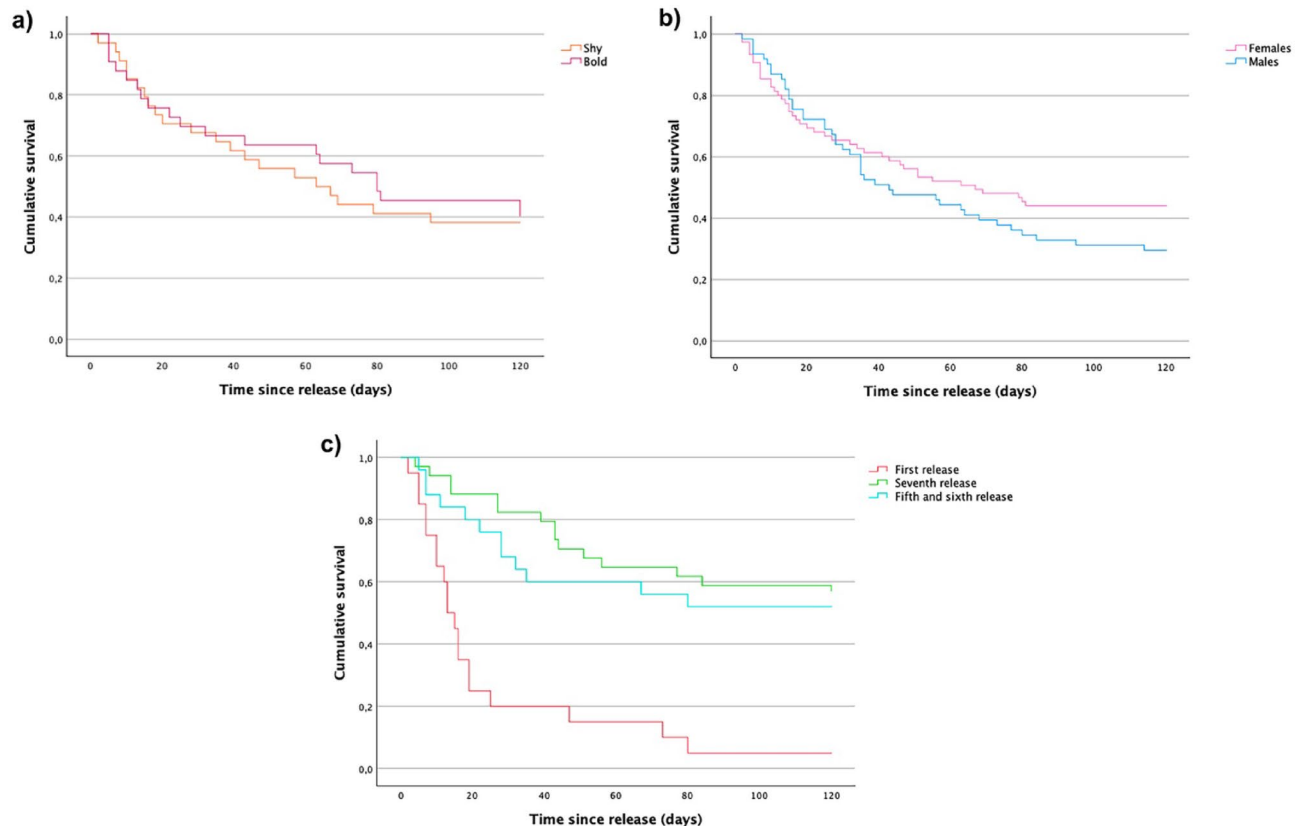 a)
Shy
Bold
1,0
0,8
0,6
0,4
0,2
0,0
Cumulative survival
0 20 40 60 80 100 120
Time since release (days)
b)
Females
Males
1,0
0,8
0,6
0,4
0,2
0,0
Cumulative survival
0 20 40 60 80 100 120
Time since release (days)
c)
First release
Seventh release
Fifth and sixth release
1,0
0,8
0,6
0,4
0,2
0,0
Cumulative survival
0 20 40 60 80 100 120
Time since release (days)